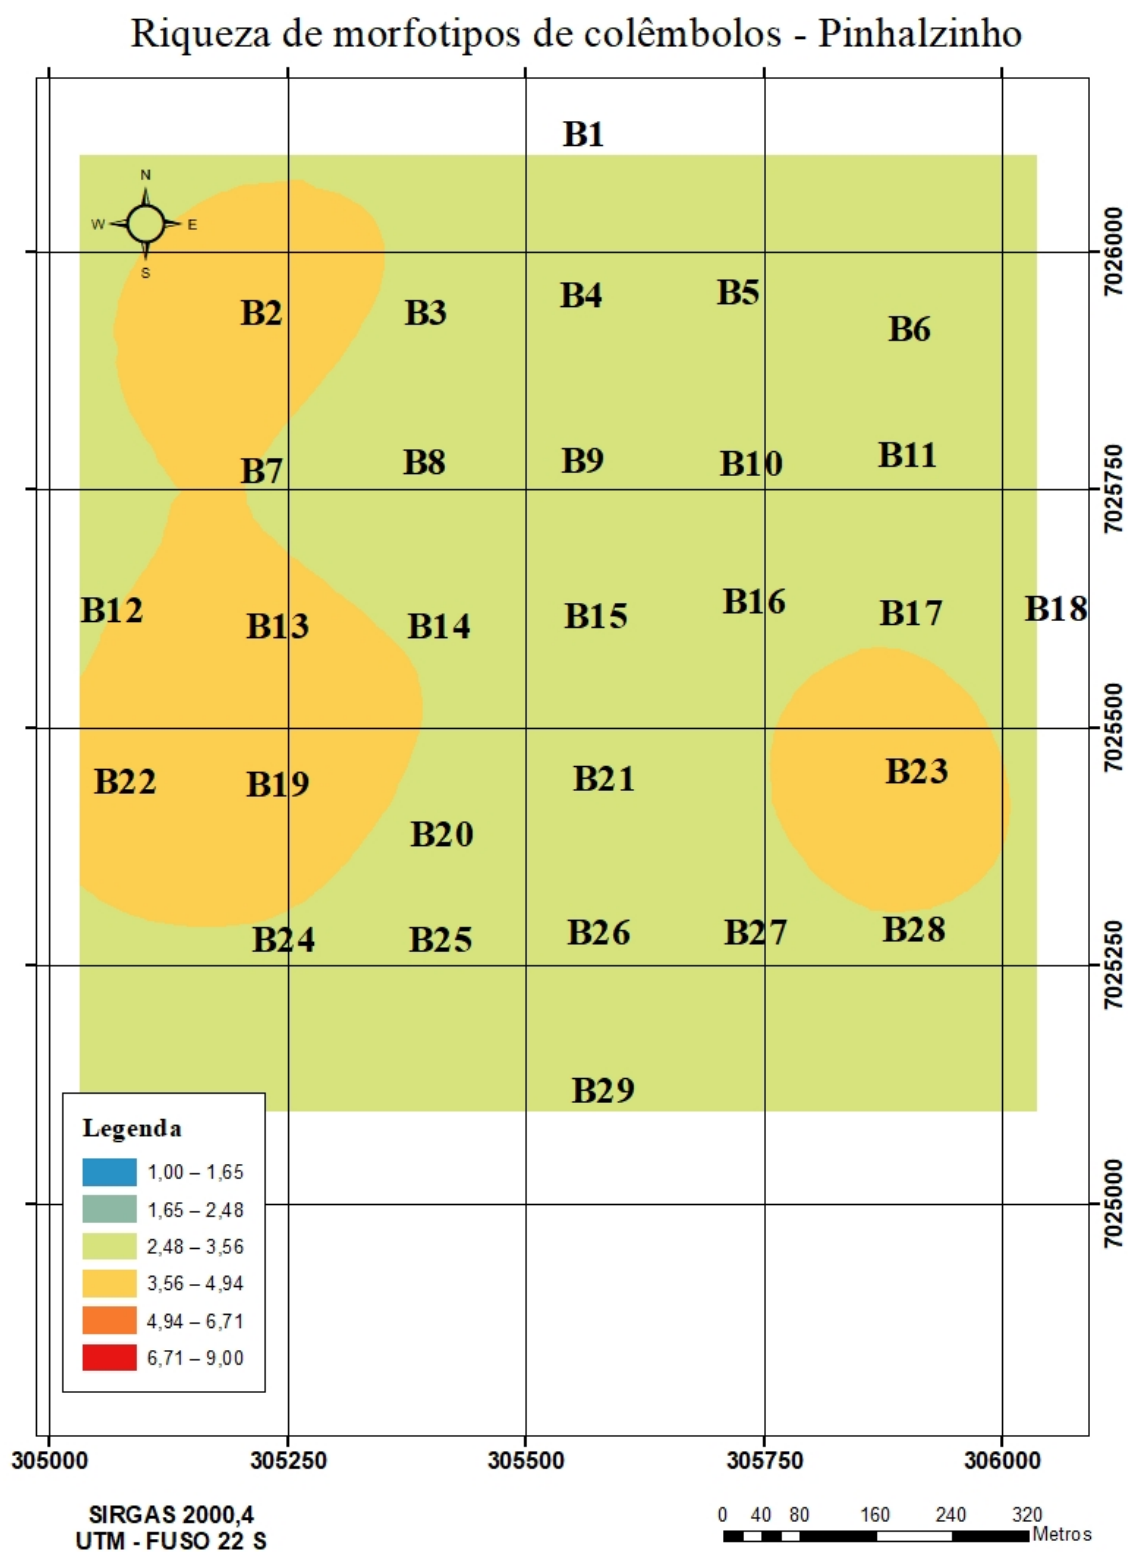 Riqueza de morfotipos de colêmbolos - Pinhalzinho
B1
N
W E
S
B2 B3 B4 B5 B6
7026000
B7 B8 B9 B10 B11
7025750
B12 B13 B14 B15 B16 B17 B18
7025500
B22 B19 B20 B21 B23
B24 B25 B26 B27 B28
7025250
B29
7025000
Legenda
1,00 – 1,65
1,65 – 2,48
2,48 – 3,56
3,56 – 4,94
4,94 – 6,71
6,71 – 9,00
305000 305250 305500 305750 306000
SIRGAS 2000,4
UTM - FUSO 22 S
0 40 80 160 240 320
Metros